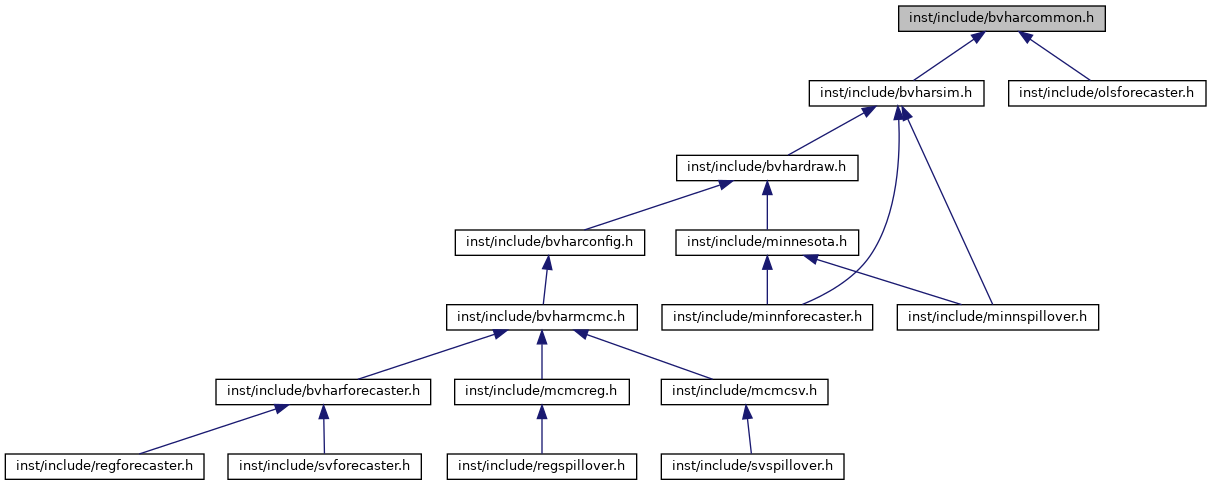 inst/include/bvharcommon.h
inst/include/bvharsim.h
inst/include/olsforecaster.h
inst/include/bvhardraw.h
inst/include/bvharconfig.h
inst/include/minnesota.h
inst/include/bvharmcmc.h
inst/include/minnforecaster.h
inst/include/minnspillover.h
inst/include/bvharforecaster.h
inst/include/mcmcreg.h
inst/include/mcmcsv.h
inst/include/regforecaster.h
inst/include/svforecaster.h
inst/include/regspillover.h
inst/include/svspillover.h